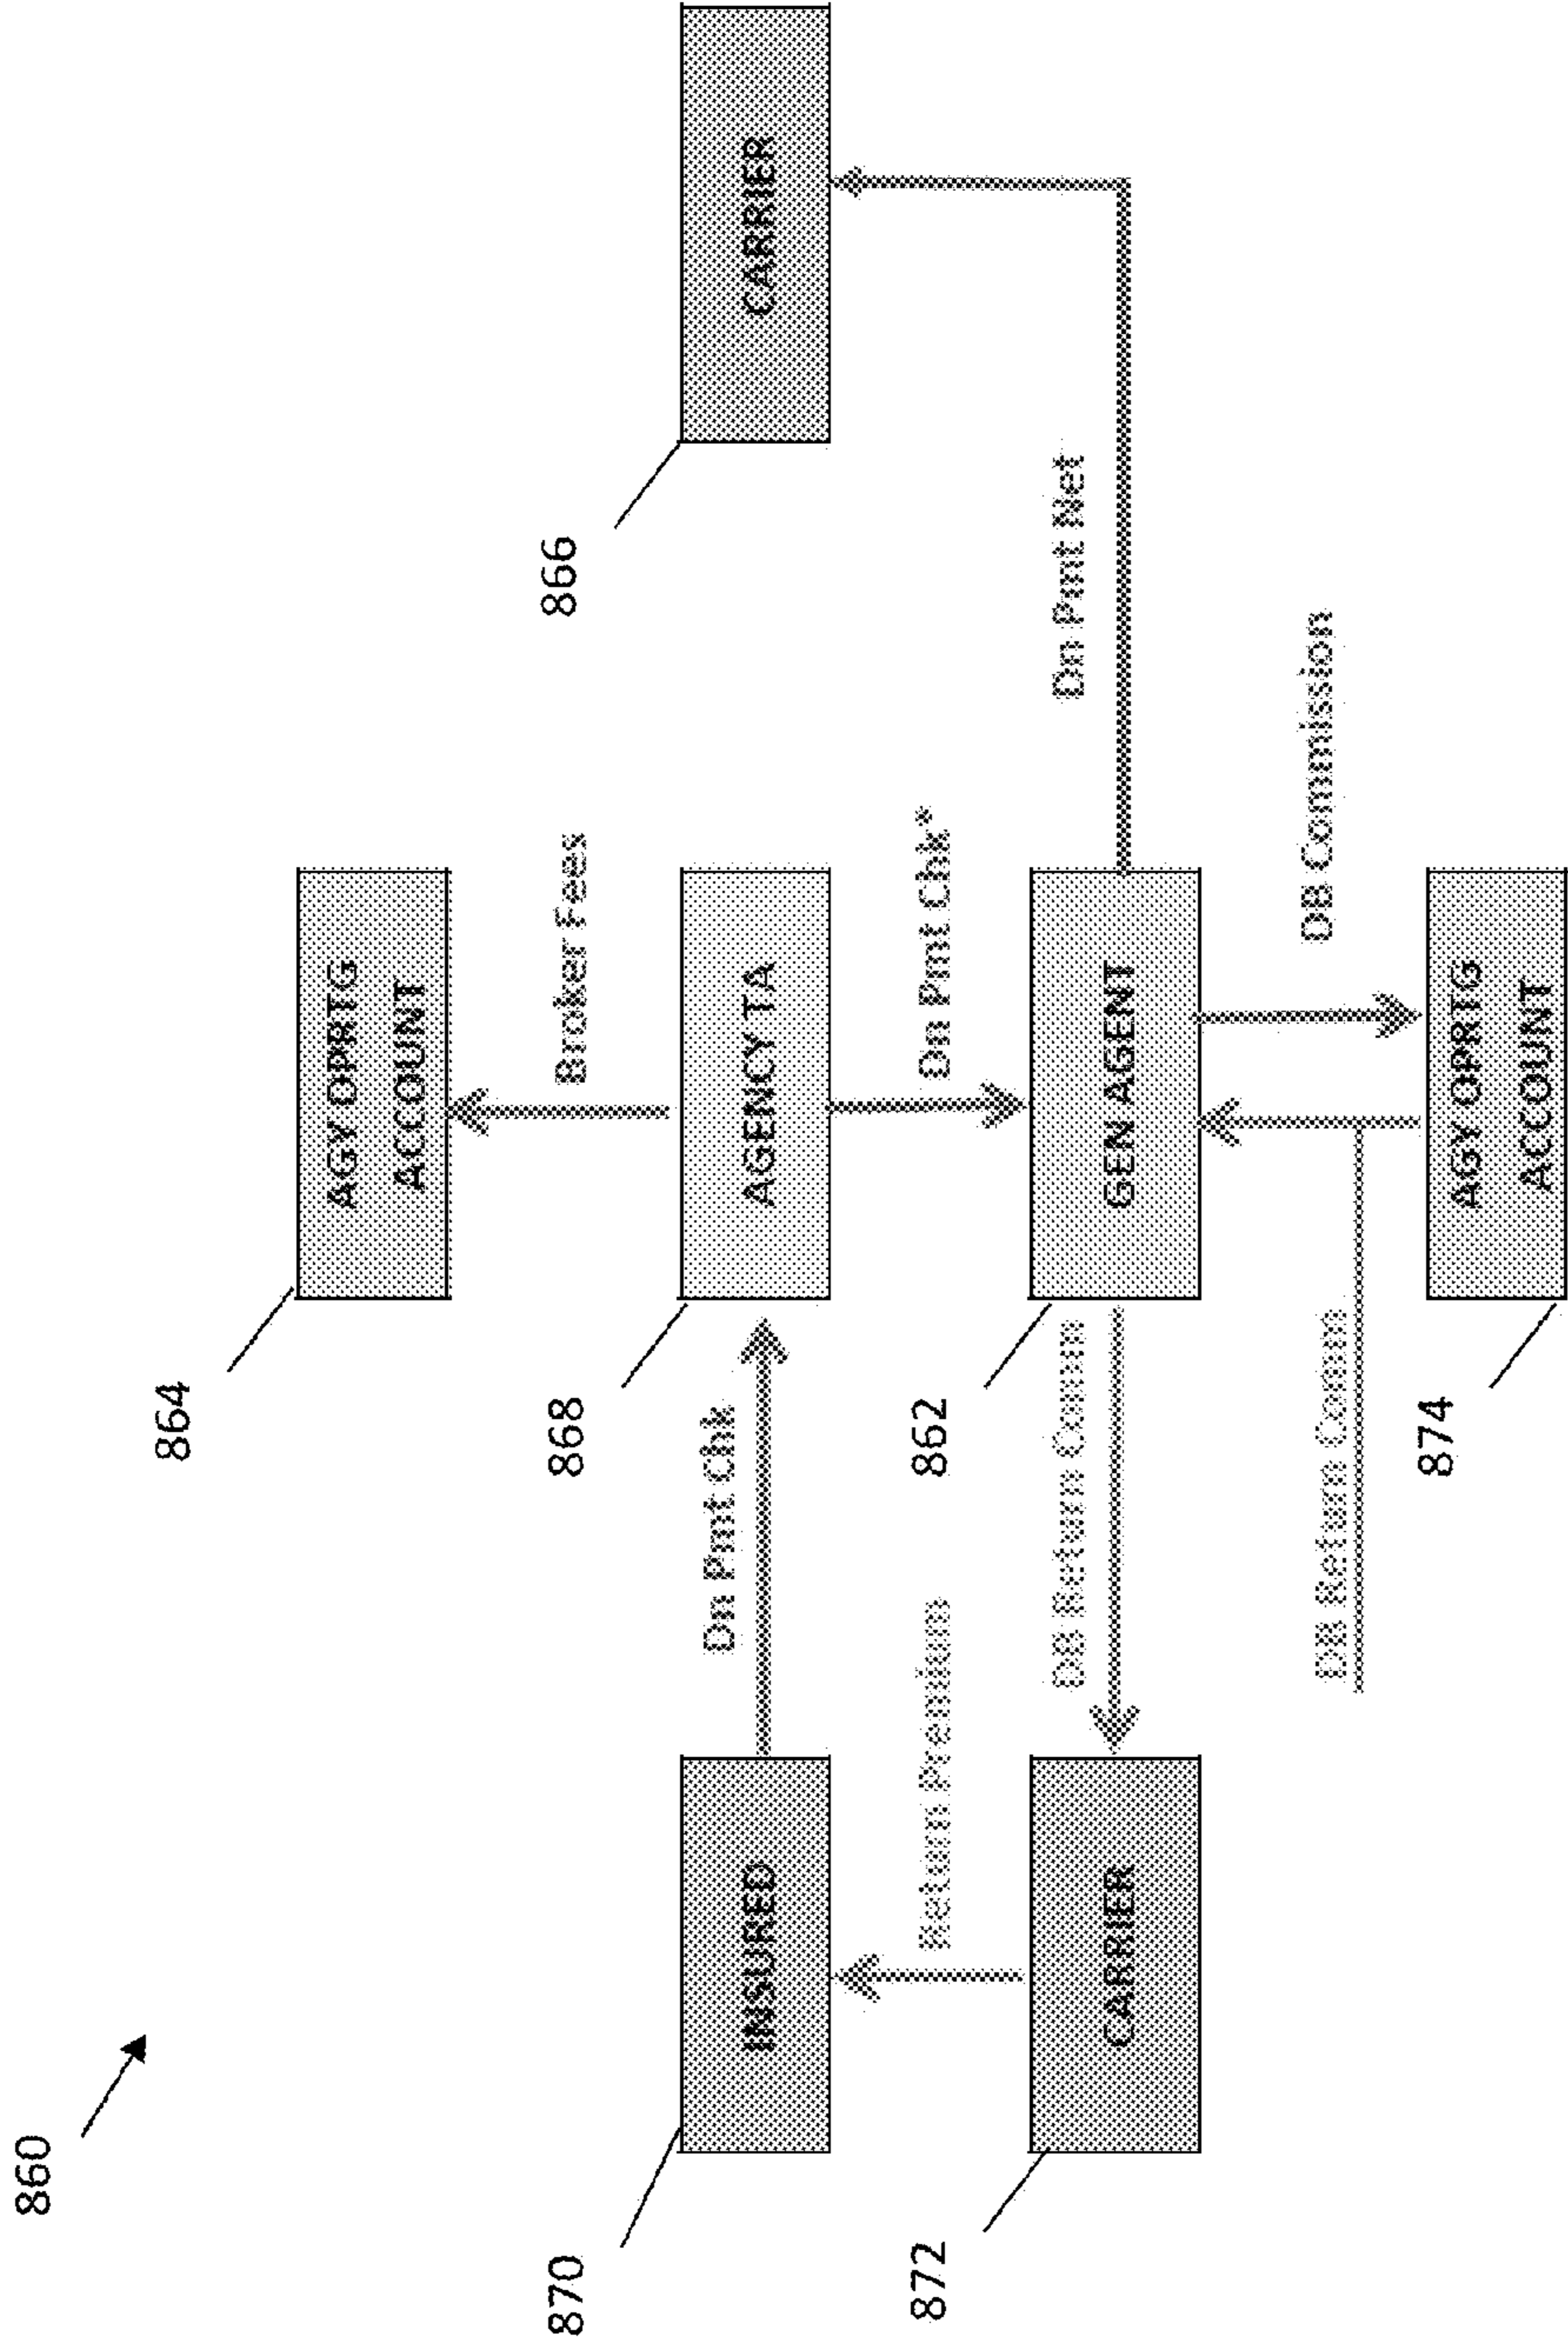 860
864
AGY OPRTG
ACCOUNT
870
868
Broker Fees
866
Dn Pmt Chk
INSURED
AGENCY TA
CARRIER
872
Return Premium
862
Dn Pmt Chk*
DB Return Comm
Dn Pmt Net
CARRIER
GEN AGENT
DB Return Comm
DB Commission
874
AGY OPRTG
ACCOUNT